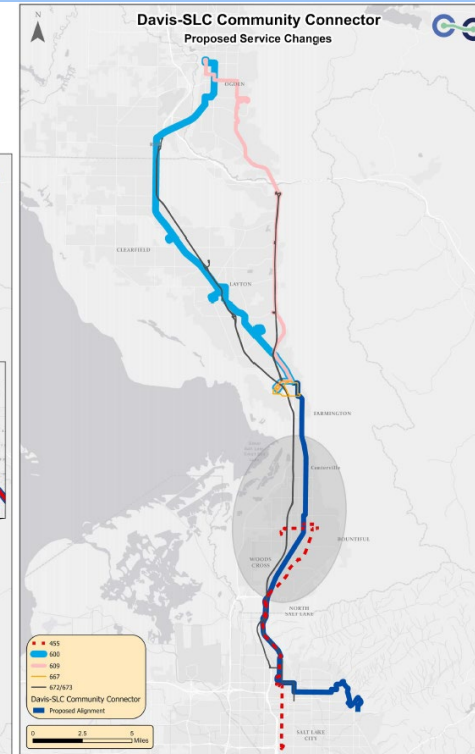 Davis-SLC Community Connector
Proposed Service Changes
N
OGDEN
CLEARFIELD
LAYTON
FARMINGTON
Centerville
BOUNTIFUL
WOODS
CROSS
NORTH
SALT LAKE
SALT LAKE
CITY
455
600
609
667
672/673
Davis-SLC Community Connector
Proposed Alignment
0 2.5 5
Miles